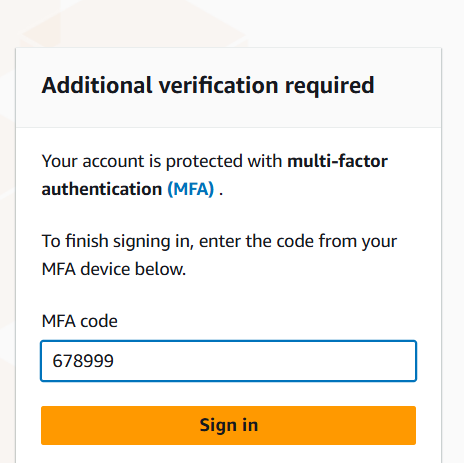 Additional verification required
Your account is protected with multi-factor
authentication (MFA) .
To finish signing in, enter the code from your
MFA device below.
MFA code
678999
Sign in